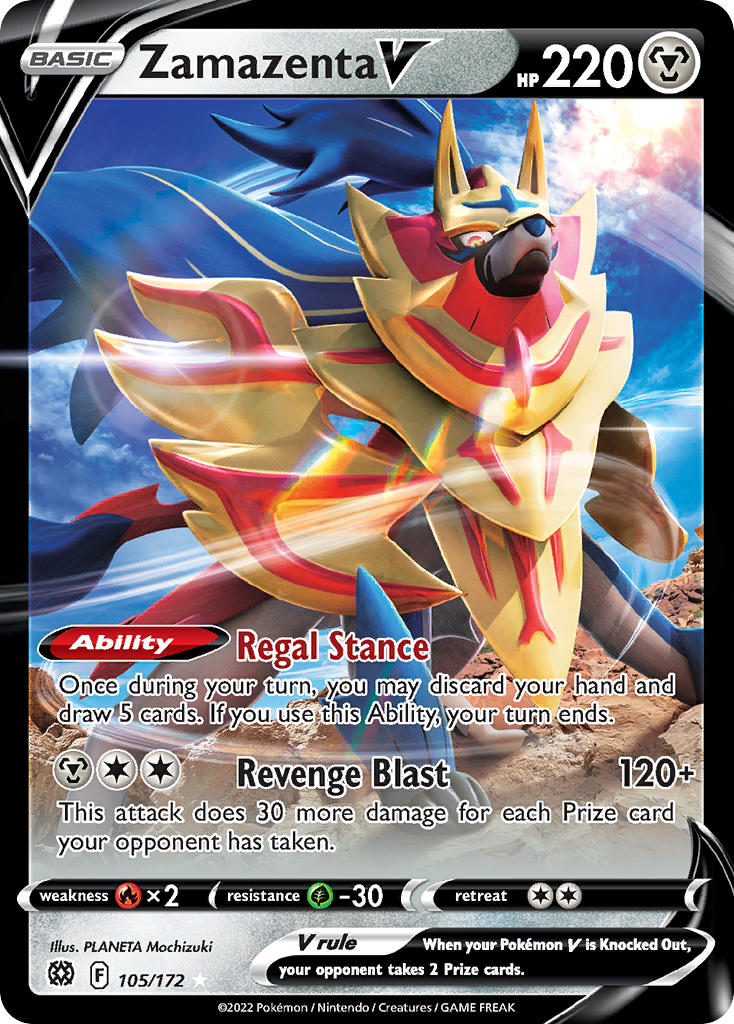 BASIC
Zamazenta V
HP 220
Ability Regal Stance
Once during your turn, you may discard your hand and
draw 5 cards. If you use this Ability, your turn ends.
Revenge Blast 120+
This attack does 30 more damage for each Prize card
your opponent has taken.
weakness ×2 resistance -30 retreat
Illus. PLANETA Mochizuki
V rule When your Pokémon V is Knocked Out,
your opponent takes 2 Prize cards.
F 105/172
©2022 Pokémon / Nintendo / Creatures / GAME FREAK